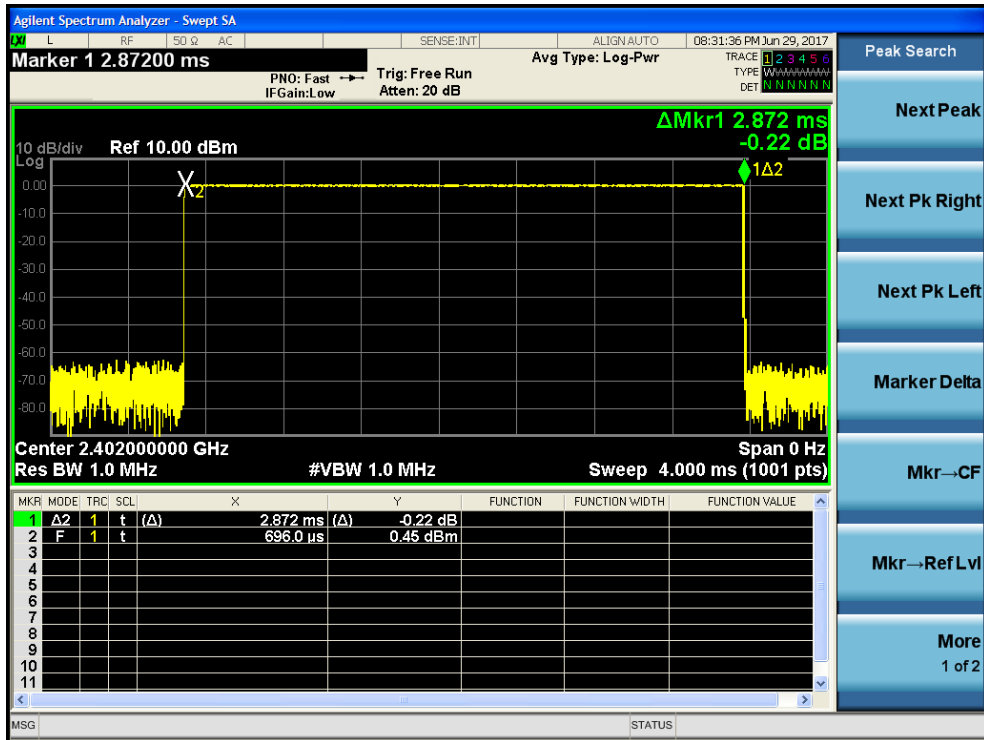 Agilent Spectrum Analyzer - Swept SA
LXI L RF 50 Ω AC SENSE:INT ALIGN AUTO 08:31:36 PM Jun 29, 2017
Marker 1 2.87200 ms
PNO: Fast
IFGain:Low
Trig: Free Run
Atten: 20 dB
Avg Type: Log-Pwr
TRACE 1 2 3 4 5 6
TYPE WWWWWWW
DET N N N N N N
ΔMkr1 2.872 ms
-0.22 dB
10 dB/div Ref 10.00 dBm
Log
0.00
-10.0
-20.0
-30.0
-40.0
-50.0
-60.0
-70.0
-80.0
X2
1Δ2
Center 2.402000000 GHz Span 0 Hz
Res BW 1.0 MHz #VBW 1.0 MHz Sweep 4.000 ms (1001 pts)
MKR MODE TRC SCL X Y FUNCTION FUNCTION WIDTH FUNCTION VALUE
1 Δ2 1 t (Δ) 2.872 ms (Δ) -0.22 dB
2 F 1 t 696.0 µs 0.45 dBm
3
4
5
6
7
8
9
10
11
MSG STATUS
Peak Search
Next Peak
Next Pk Right
Next Pk Left
Marker Delta
Mkr→CF
Mkr→Ref Lvl
More
1 of 2